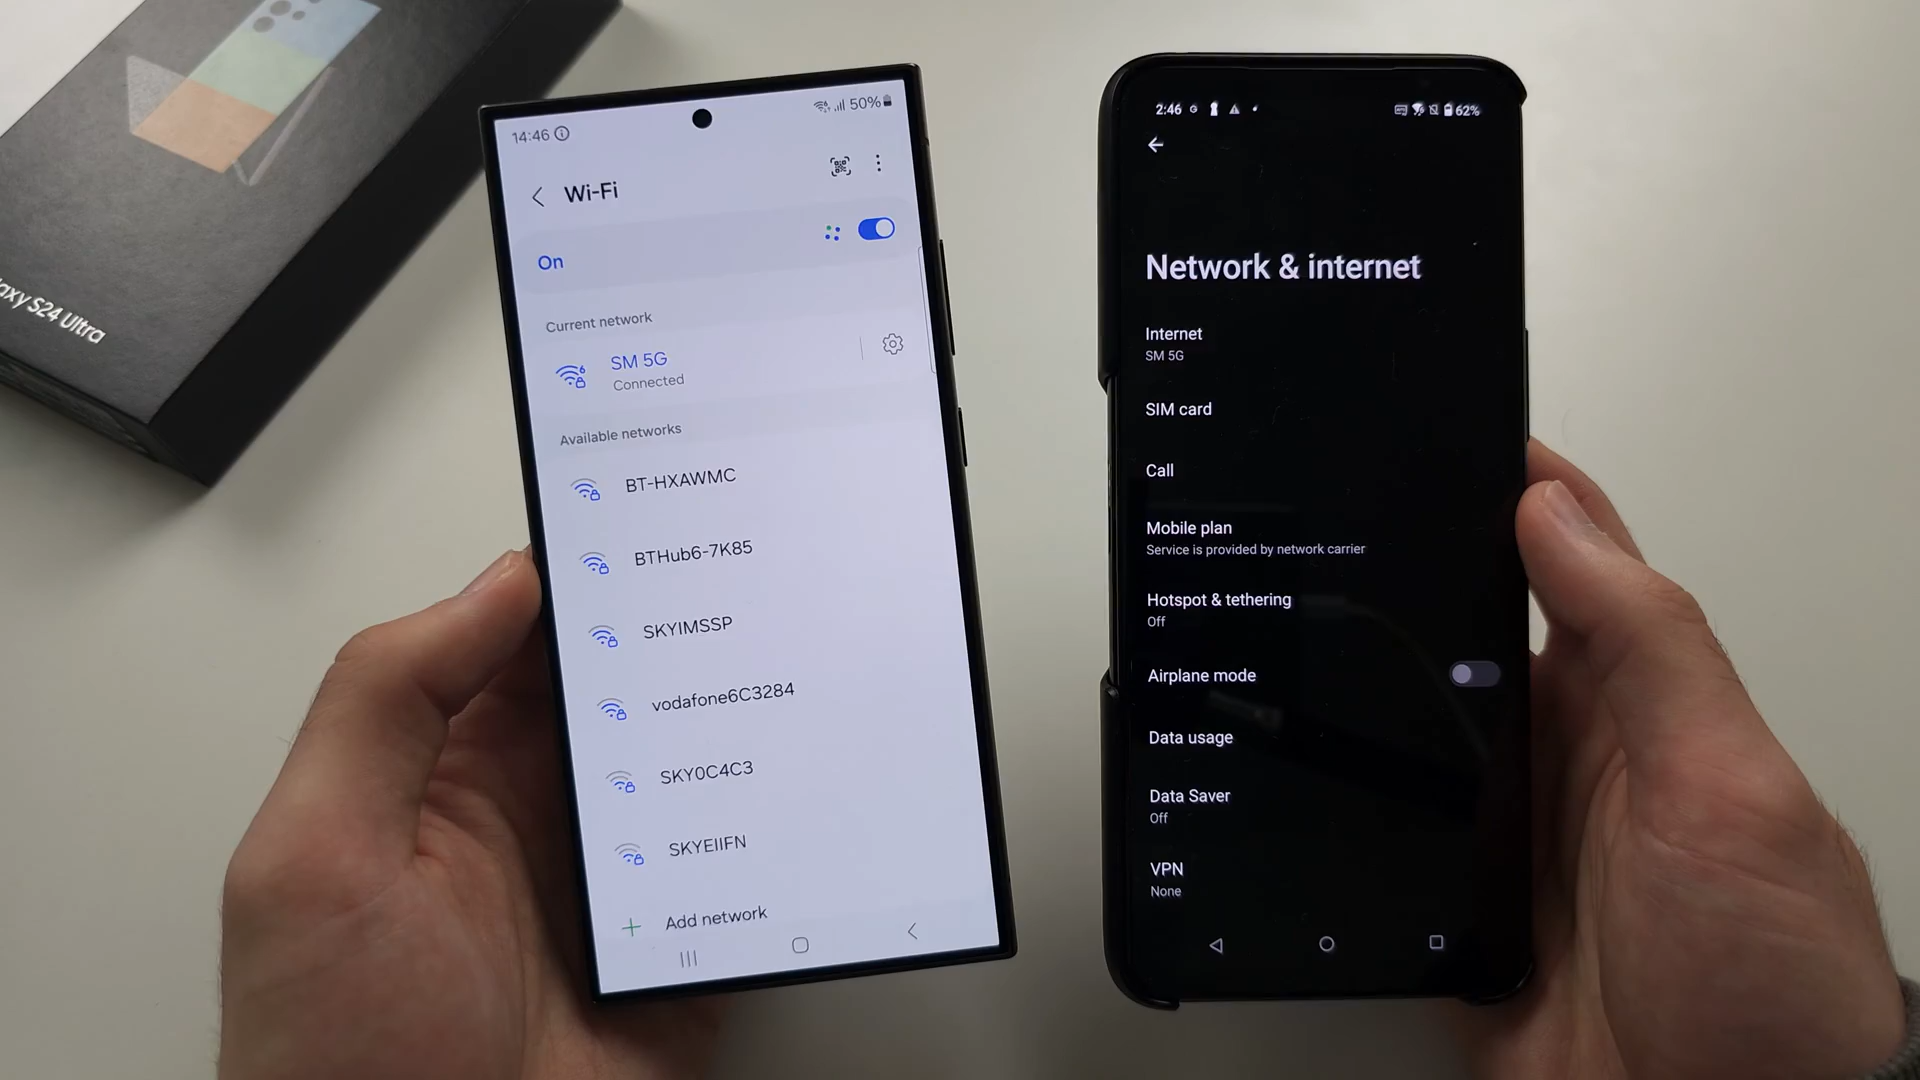 axy S24 Ultra
14:46
50%
Wi-Fi
On
Current network
SM 5G
Connected
Available networks
BT-HXAWMC
BTHub6-7K85
SKYIMSSP
vodafone6C3284
SKY0C4C3
SKYEIIFN
Add network
2:46 G
62%
Network & internet
Internet
SM 5G
SIM card
Call
Mobile plan
Service is provided by network carrier
Hotspot & tethering
Off
Airplane mode
Data usage
Data Saver
Off
VPN
None